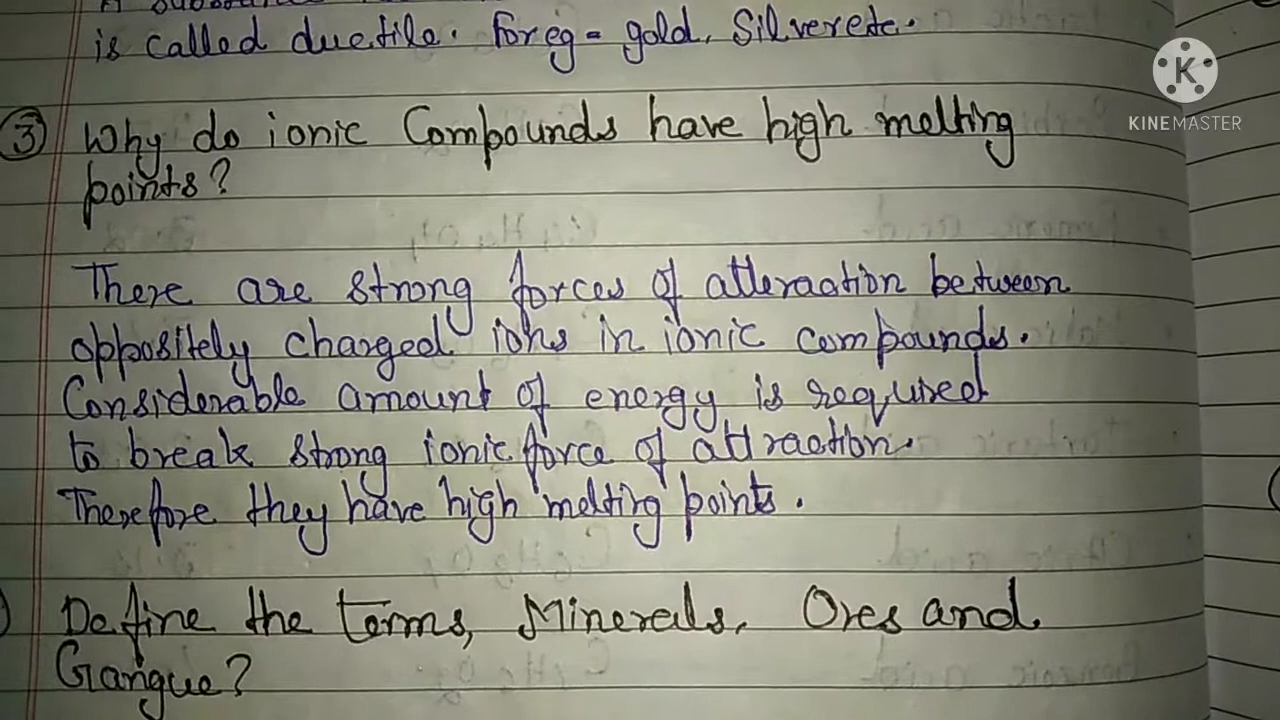 A substance
is called ductile. For eg = gold, Silver etc.
K
KINEMASTER
3 Why do ionic Compounds have high melting
points?
There are strong forces of atteraction between
oppositely charged ions in ionic compounds.
Considerable amount of energy is required
to break strong ionic force of attraction.
Therefore they have high melting points.
Define the terms, Minerals, Ores and
Gangue?